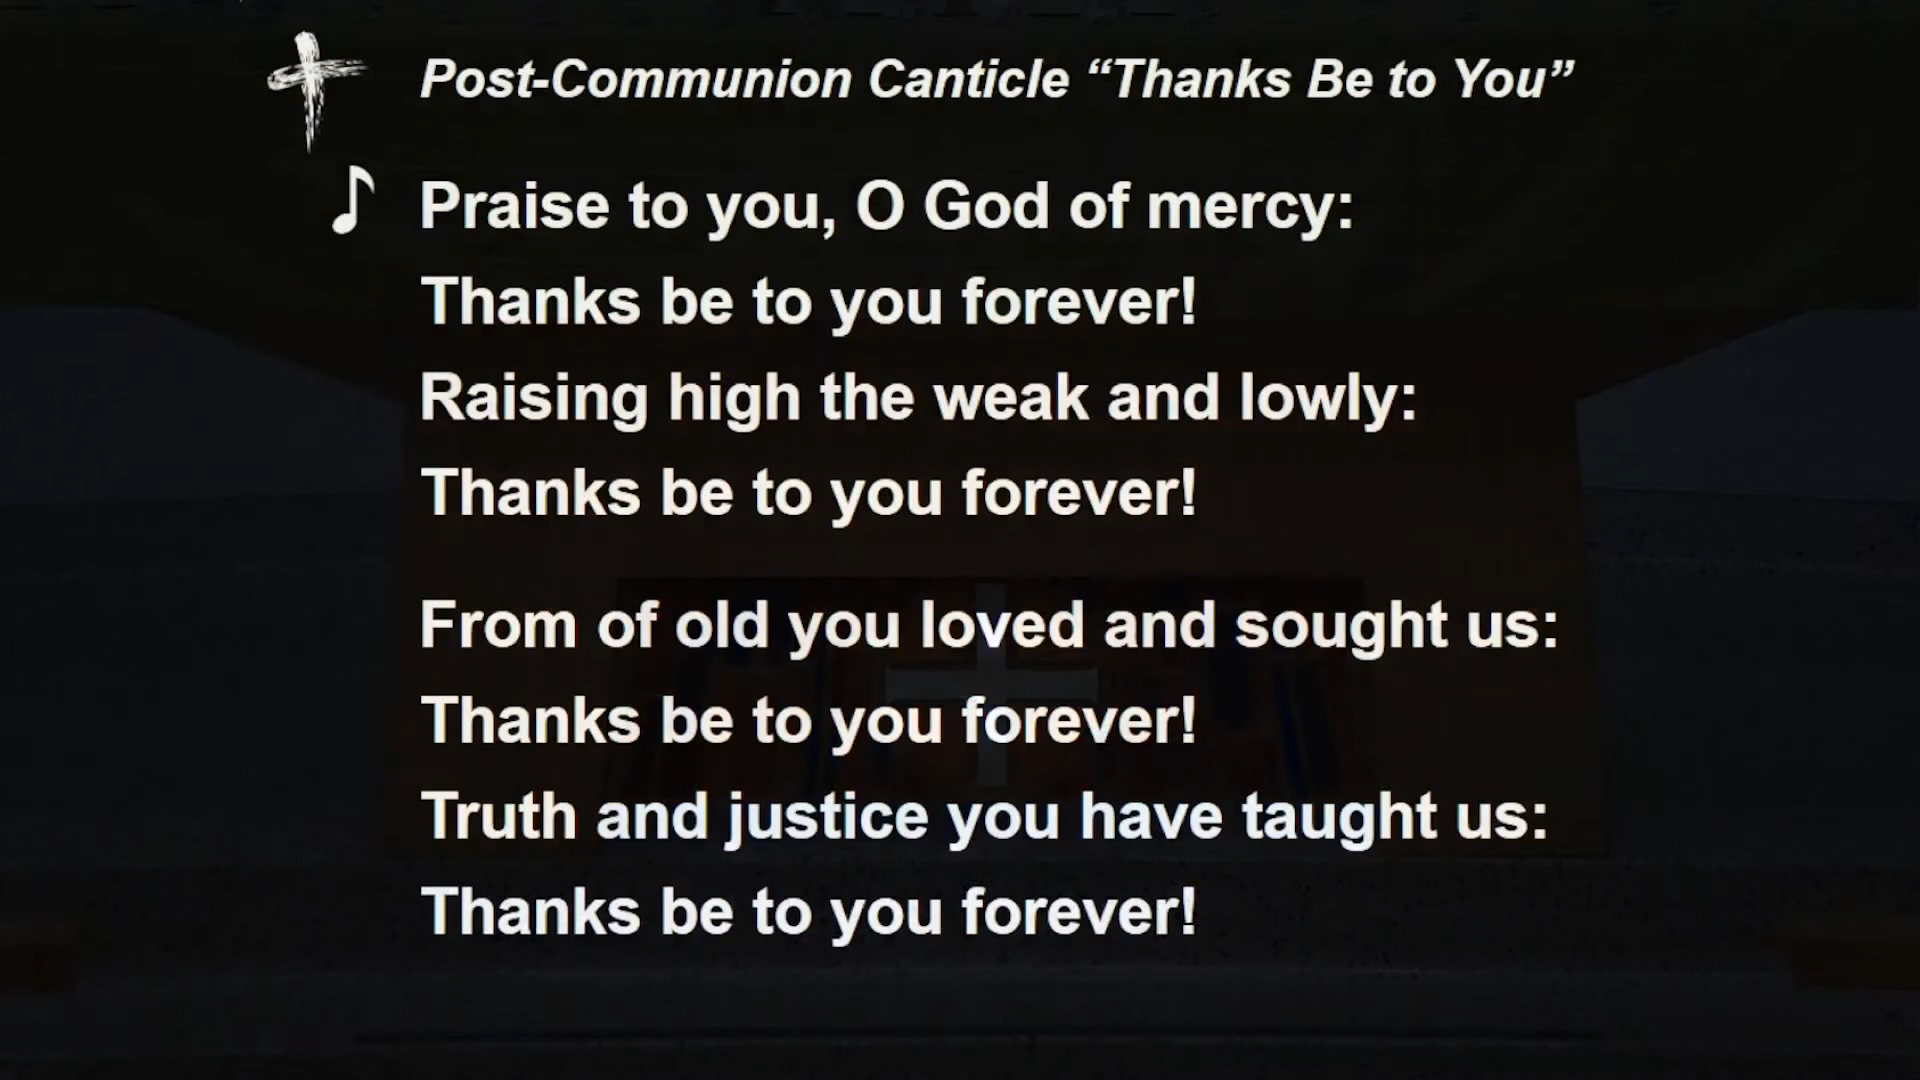 Post-Communion Canticle “Thanks Be to You”
Praise to you, O God of mercy:
Thanks be to you forever!
Raising high the weak and lowly:
Thanks be to you forever!
From of old you loved and sought us:
Thanks be to you forever!
Truth and justice you have taught us:
Thanks be to you forever!